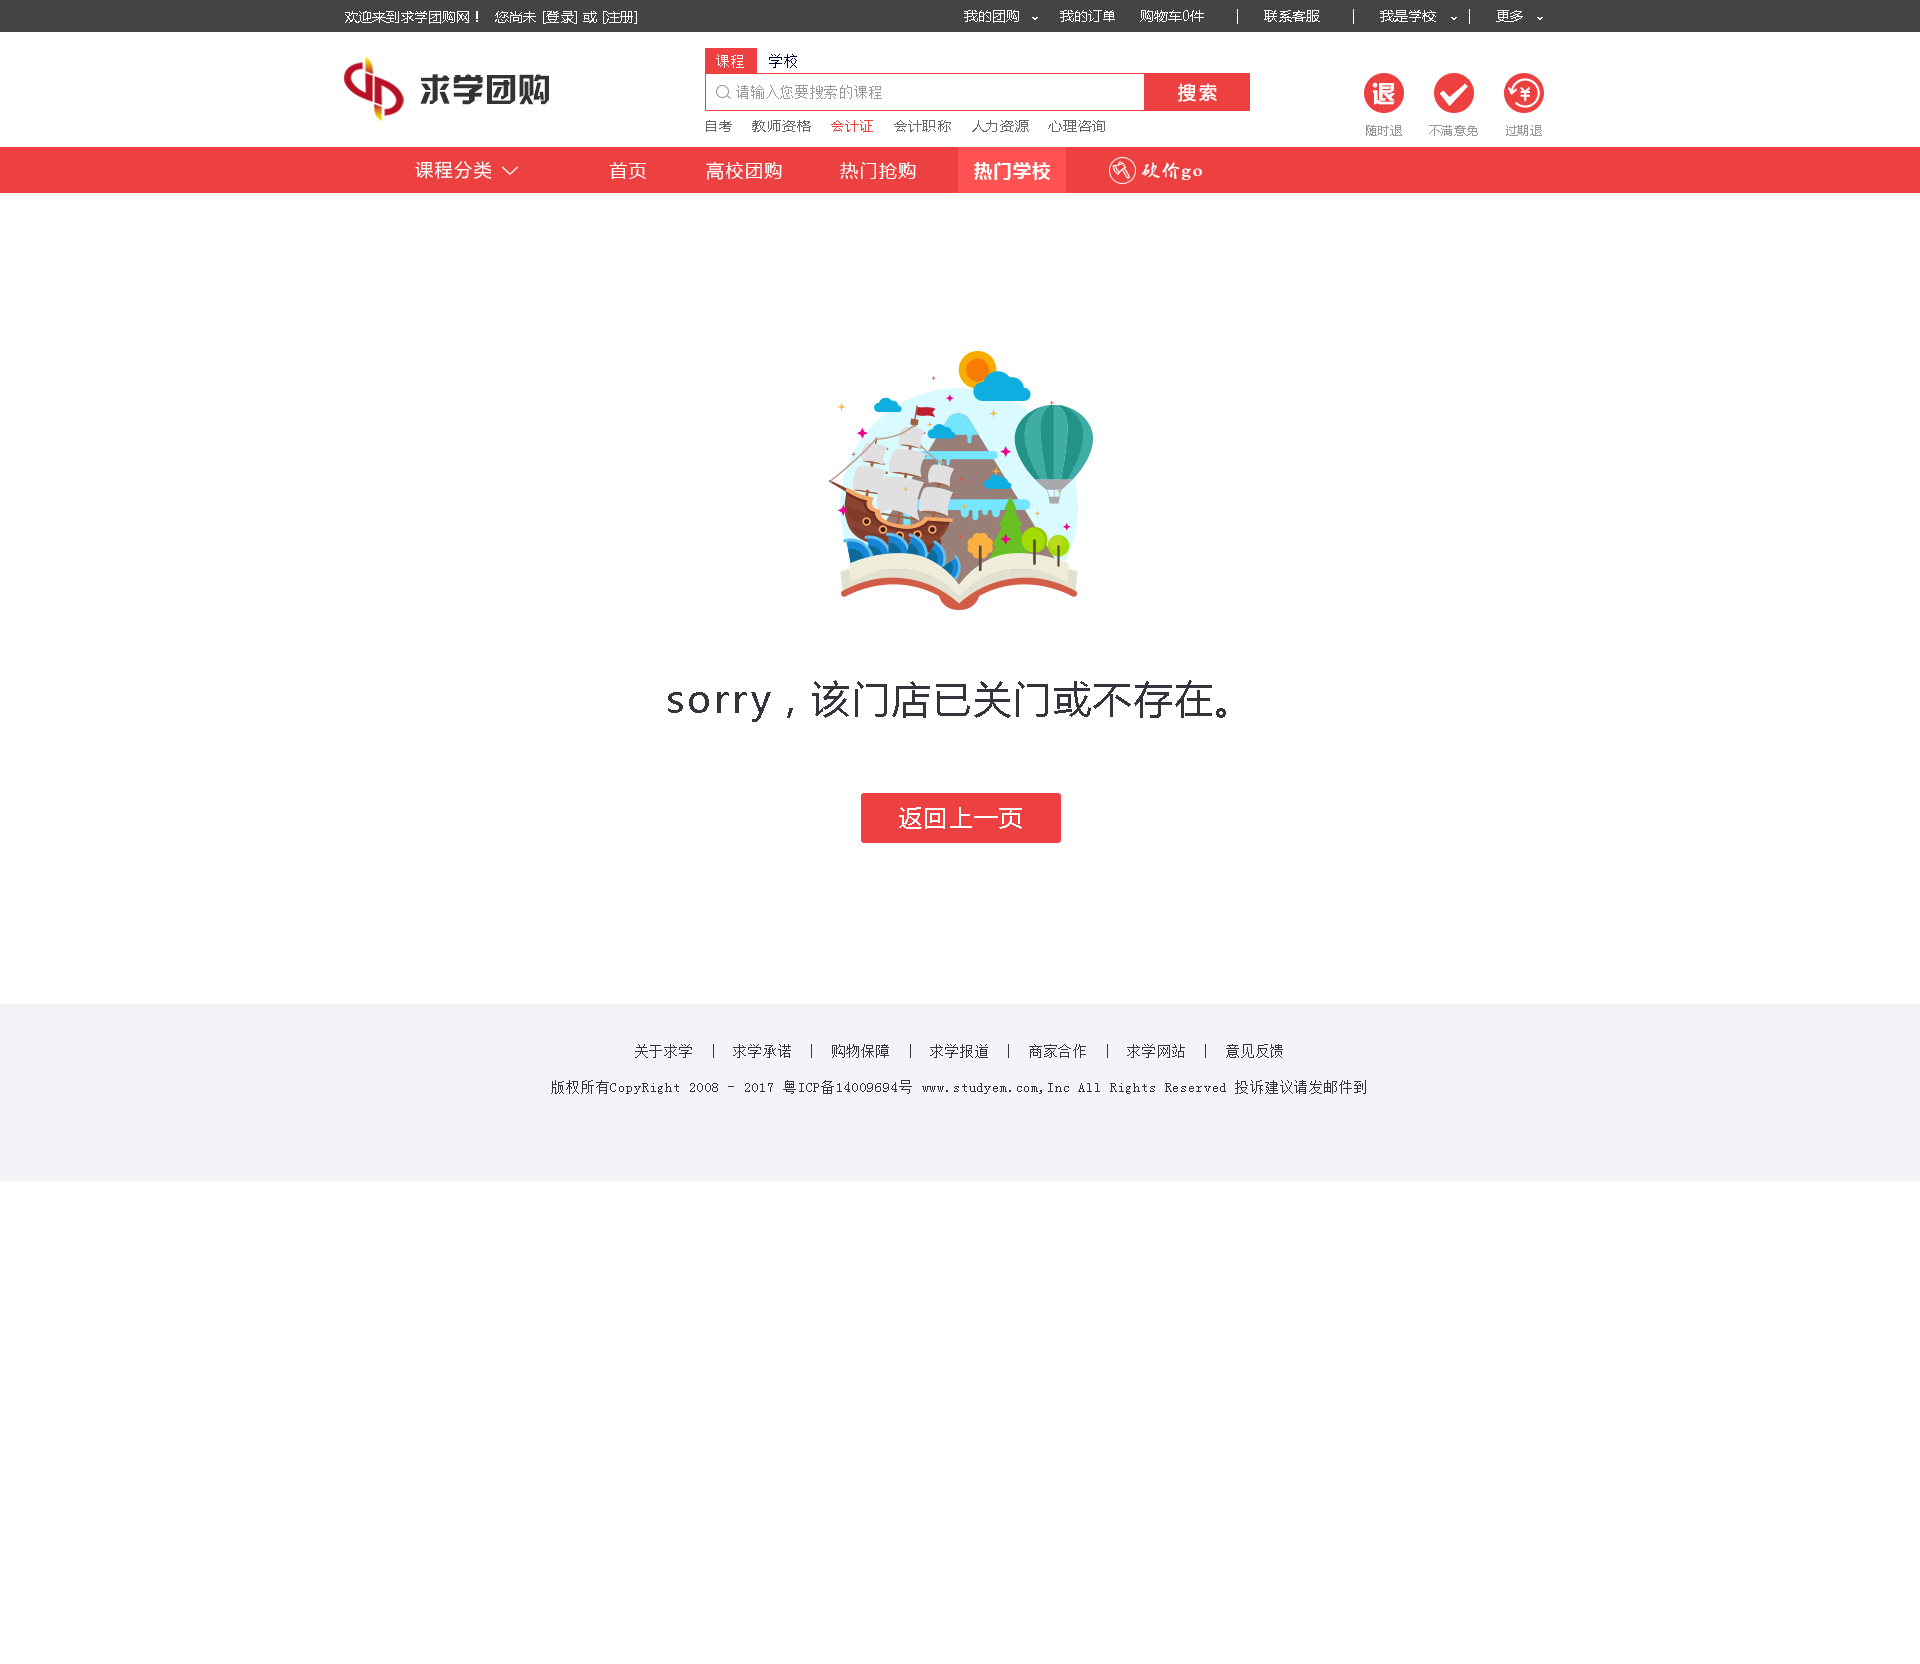 欢迎来到求学团购网！ 您尚未 [登录] 或 [注册]
我的团购 我的订单 购物车0件 | 联系客服 | 我是学校 | 更多
求学团购
课程 学校
请输入您要搜索的课程 搜索
自考 教师资格 会计证 会计职称 人力资源 心理咨询
退 ¥
随时退 不满意免 过期退
课程分类 首页 高校团购 热门抢购 热门学校 砍价go
sorry，该门店已关门或不存在。
返回上一页
关于求学 | 求学承诺 | 购物保障 | 求学报道 | 商家合作 | 求学网站 | 意见反馈
版权所有CopyRight 2008 - 2017 粤ICP备14009694号 www.studyem.com,Inc All Rights Reserved 投诉建议请发邮件到